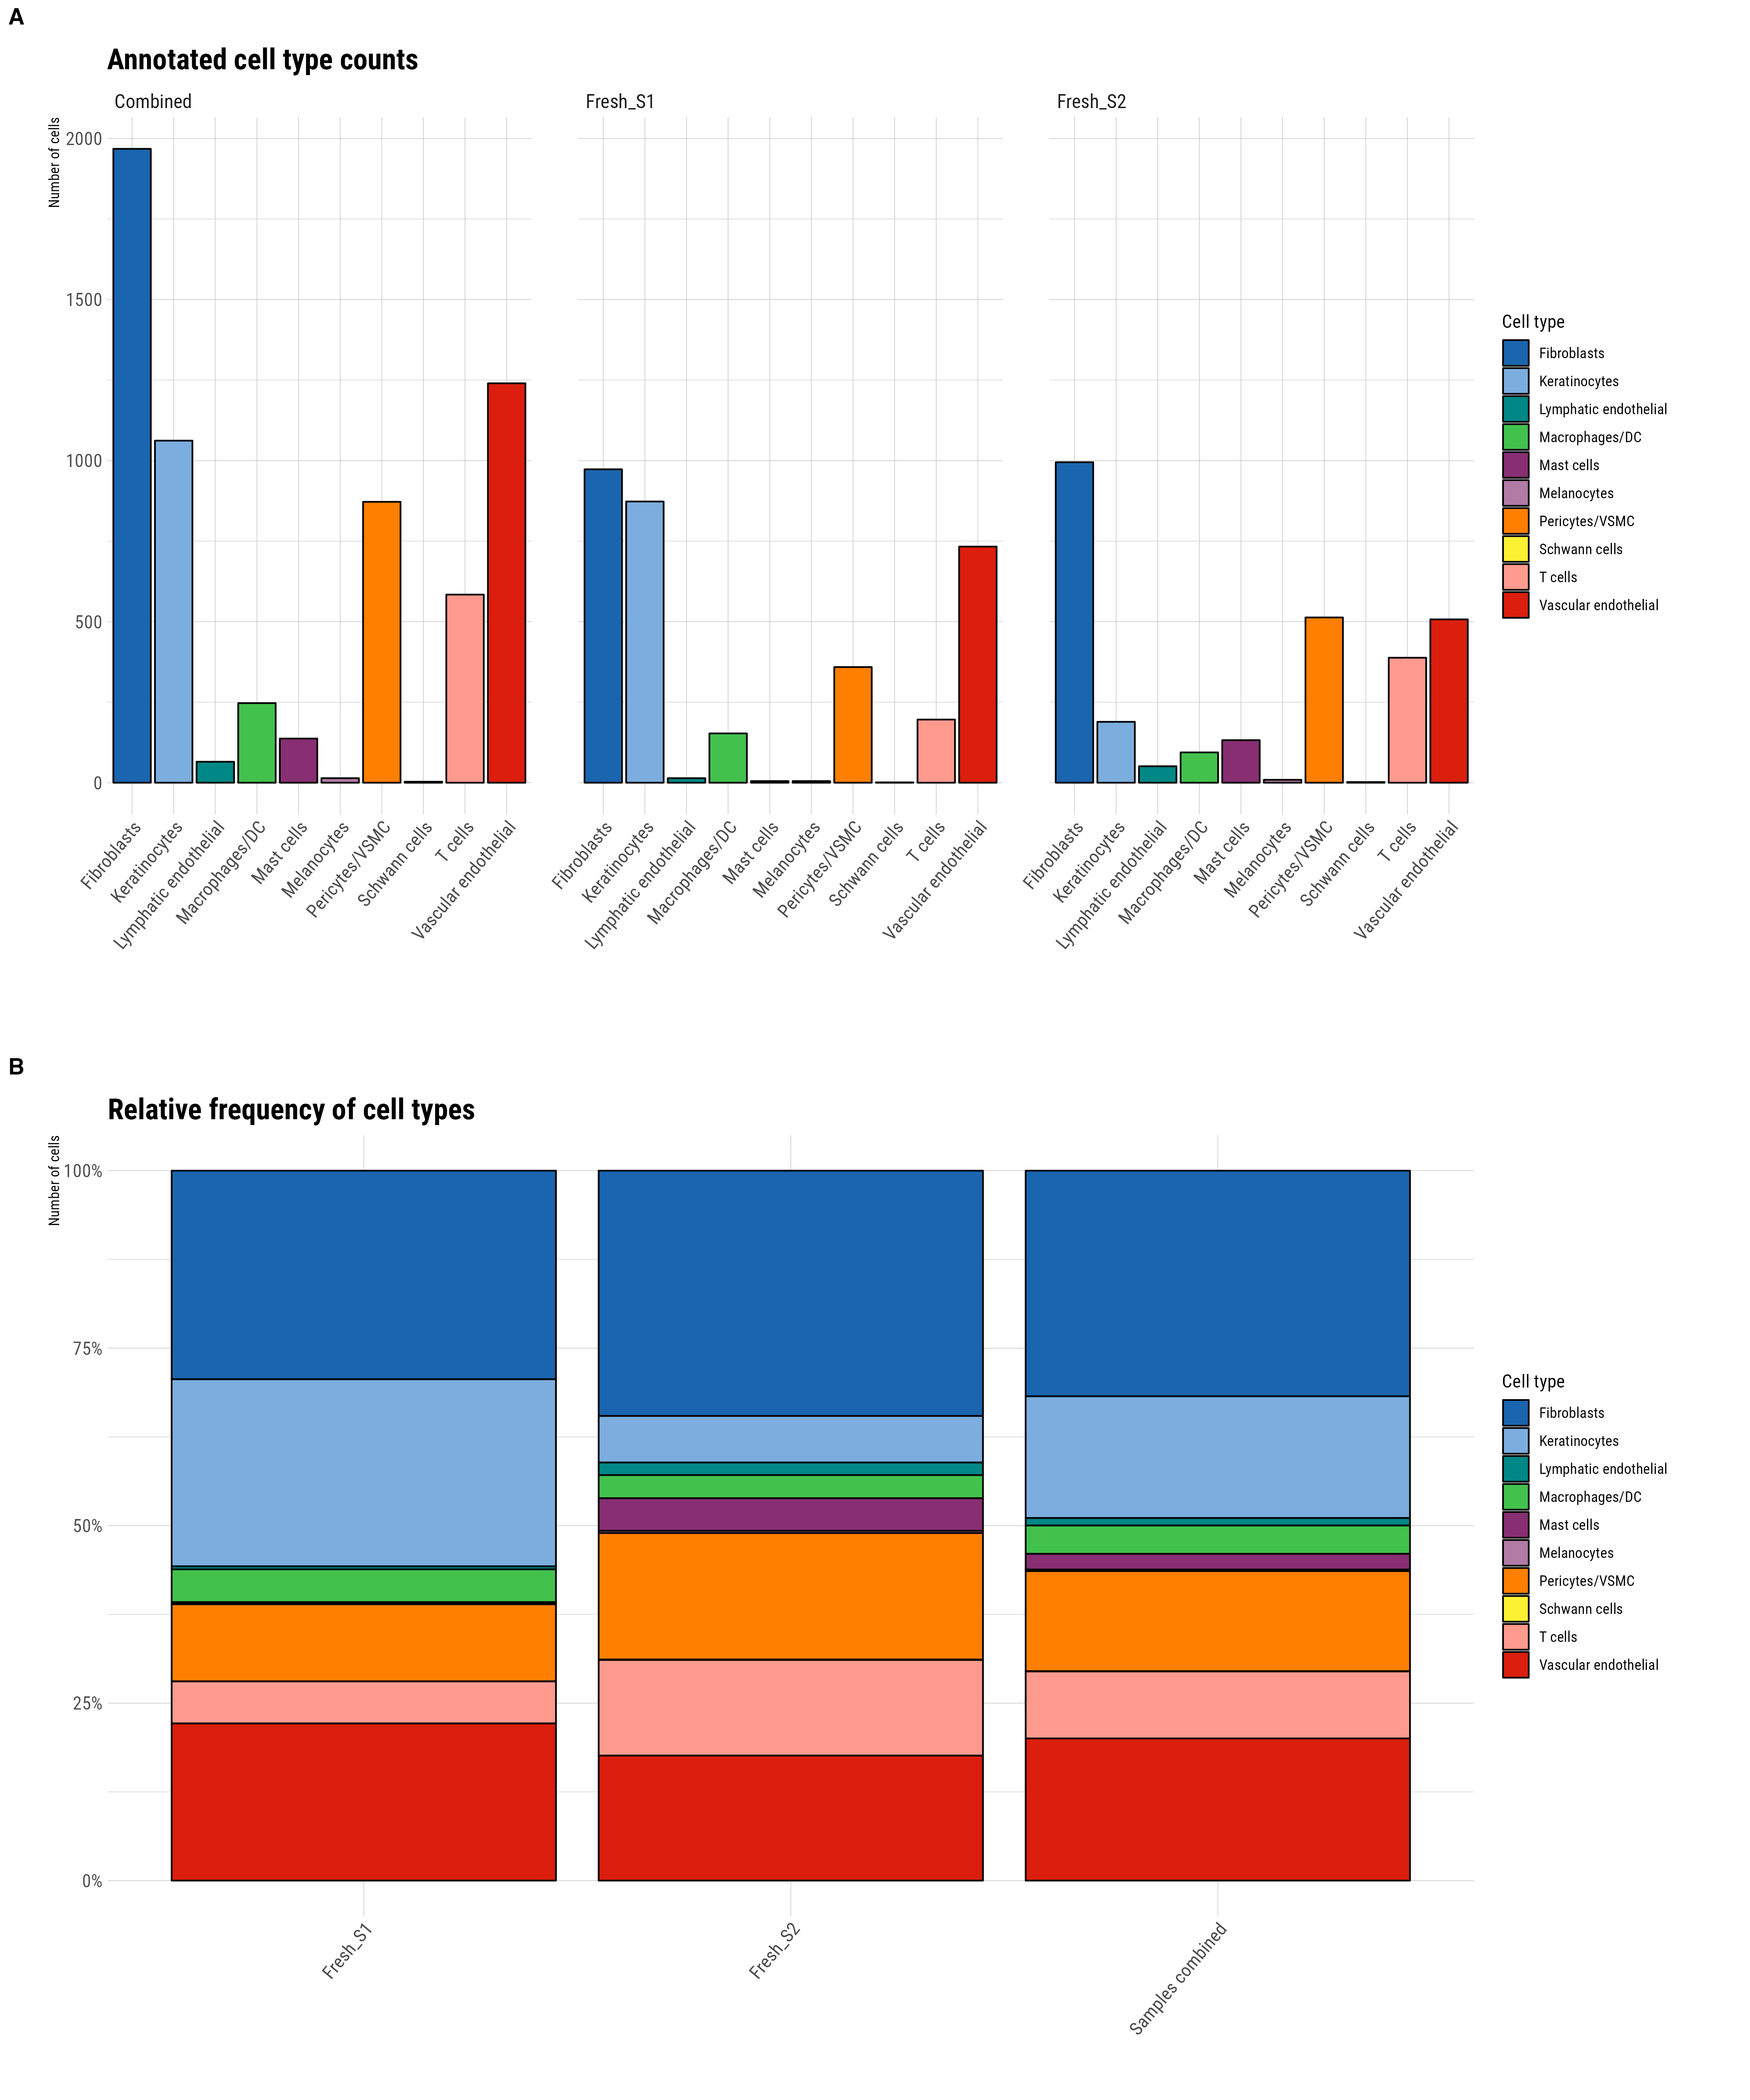 A
Annotated cell type counts
Combined
Fresh_S1
Fresh_S2
Number of cells
2000
1500
1000
500
0
Fibroblasts
Keratinocytes
Lymphatic endothelial
Macrophages/DC
Mast cells
Melanocytes
Pericytes/VSMC
Schwann cells
T cells
Vascular endothelial
Fibroblasts
Keratinocytes
Lymphatic endothelial
Macrophages/DC
Mast cells
Melanocytes
Pericytes/VSMC
Schwann cells
T cells
Vascular endothelial
Fibroblasts
Keratinocytes
Lymphatic endothelial
Macrophages/DC
Mast cells
Melanocytes
Pericytes/VSMC
Schwann cells
T cells
Vascular endothelial
Cell type
Fibroblasts
Keratinocytes
Lymphatic endothelial
Macrophages/DC
Mast cells
Melanocytes
Pericytes/VSMC
Schwann cells
T cells
Vascular endothelial
B
Relative frequency of cell types
Number of cells
100%
75%
50%
25%
0%
Fresh_S1
Fresh_S2
Samples combined
Cell type
Fibroblasts
Keratinocytes
Lymphatic endothelial
Macrophages/DC
Mast cells
Melanocytes
Pericytes/VSMC
Schwann cells
T cells
Vascular endothelial